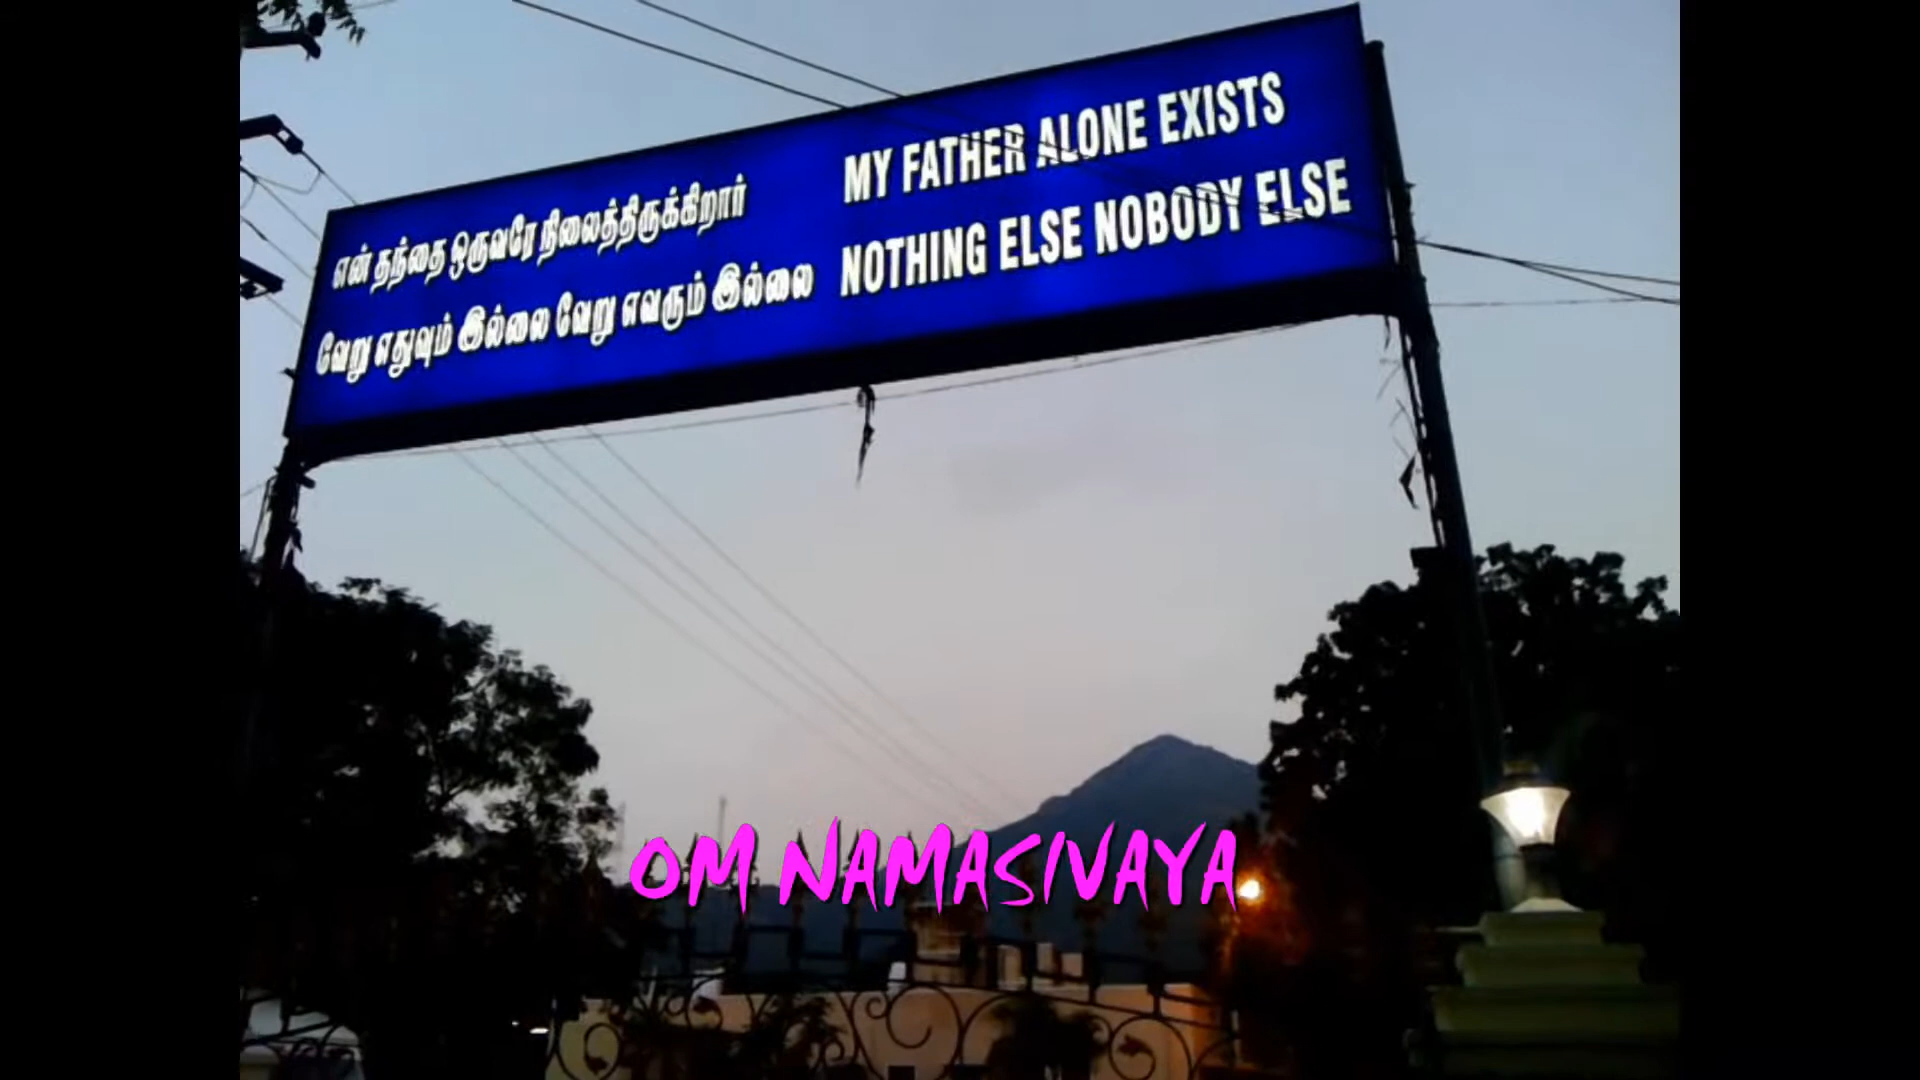 என் தந்தை ஒருவரே நிலைத்திருக்கிறார்
வேறு எதுவும் இல்லை வேறு எவரும் இல்லை
MY FATHER ALONE EXISTS
NOTHING ELSE NOBODY ELSE
OM NAMASIVAYA